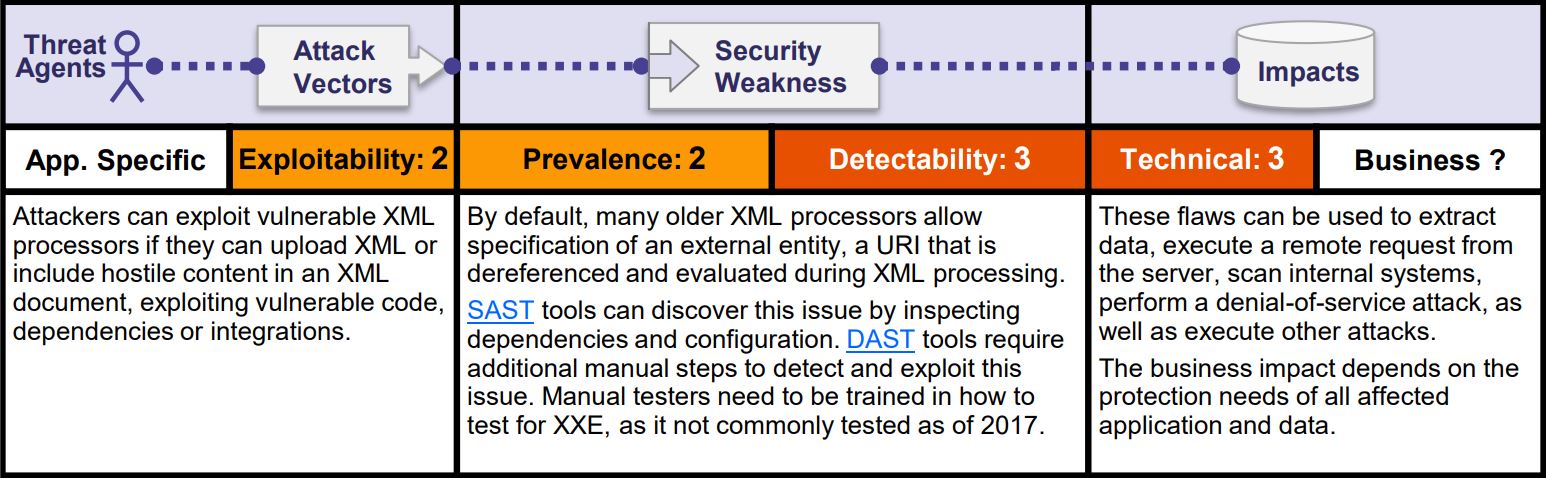 Threat
Agents
Attack
Vectors
Security
Weakness
Impacts
App. Specific
Exploitability: 2
Prevalence: 2
Detectability: 3
Technical: 3
Business ?
Attackers can exploit vulnerable XML
processors if they can upload XML or
include hostile content in an XML
document, exploiting vulnerable code,
dependencies or integrations.
By default, many older XML processors allow
specification of an external entity, a URI that is
dereferenced and evaluated during XML processing.
SAST tools can discover this issue by inspecting
dependencies and configuration. DAST tools require
additional manual steps to detect and exploit this
issue. Manual testers need to be trained in how to
test for XXE, as it not commonly tested as of 2017.
These flaws can be used to extract
data, execute a remote request from
the server, scan internal systems,
perform a denial-of-service attack, as
well as execute other attacks.
The business impact depends on the
protection needs of all affected
application and data.